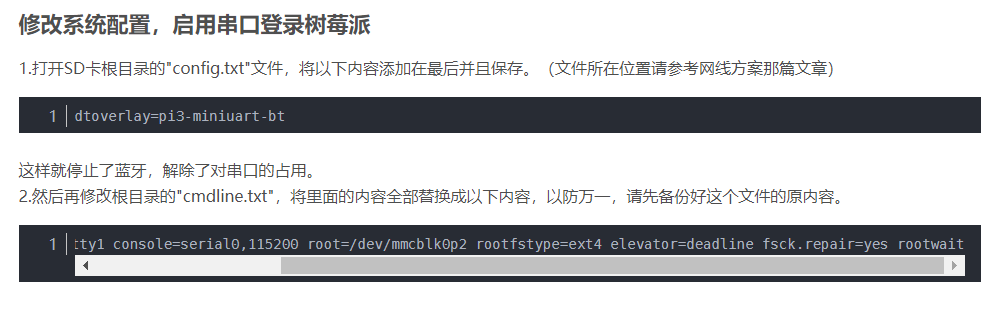 修改系统配置，启用串口登录树莓派
1.打开SD卡根目录的"config.txt"文件，将以下内容添加在最后并且保存。（文件所在位置请参考网线方案那篇文章）
1 dtoverlay=pi3-miniuart-bt
这样就停止了蓝牙，解除了对串口的占用。
2.然后再修改根目录的"cmdline.txt"，将里面的内容全部替换成以下内容，以防万一，请先备份好这个文件的原内容。
1 tty1 console=serial0,115200 root=/dev/mmcblk0p2 rootfstype=ext4 elevator=deadline fsck.repair=yes rootwait